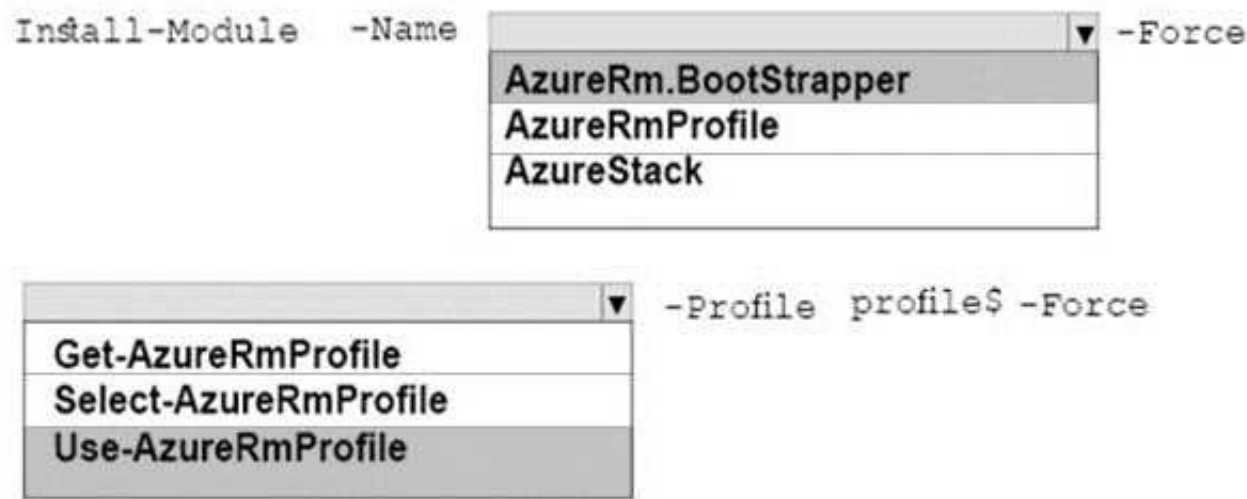 Install-Module -Name ▼ -Force
AzureRm.BootStrapper
AzureRmProfile
AzureStack
▼ -Profile profile$ -Force
Get-AzureRmProfile
Select-AzureRmProfile
Use-AzureRmProfile